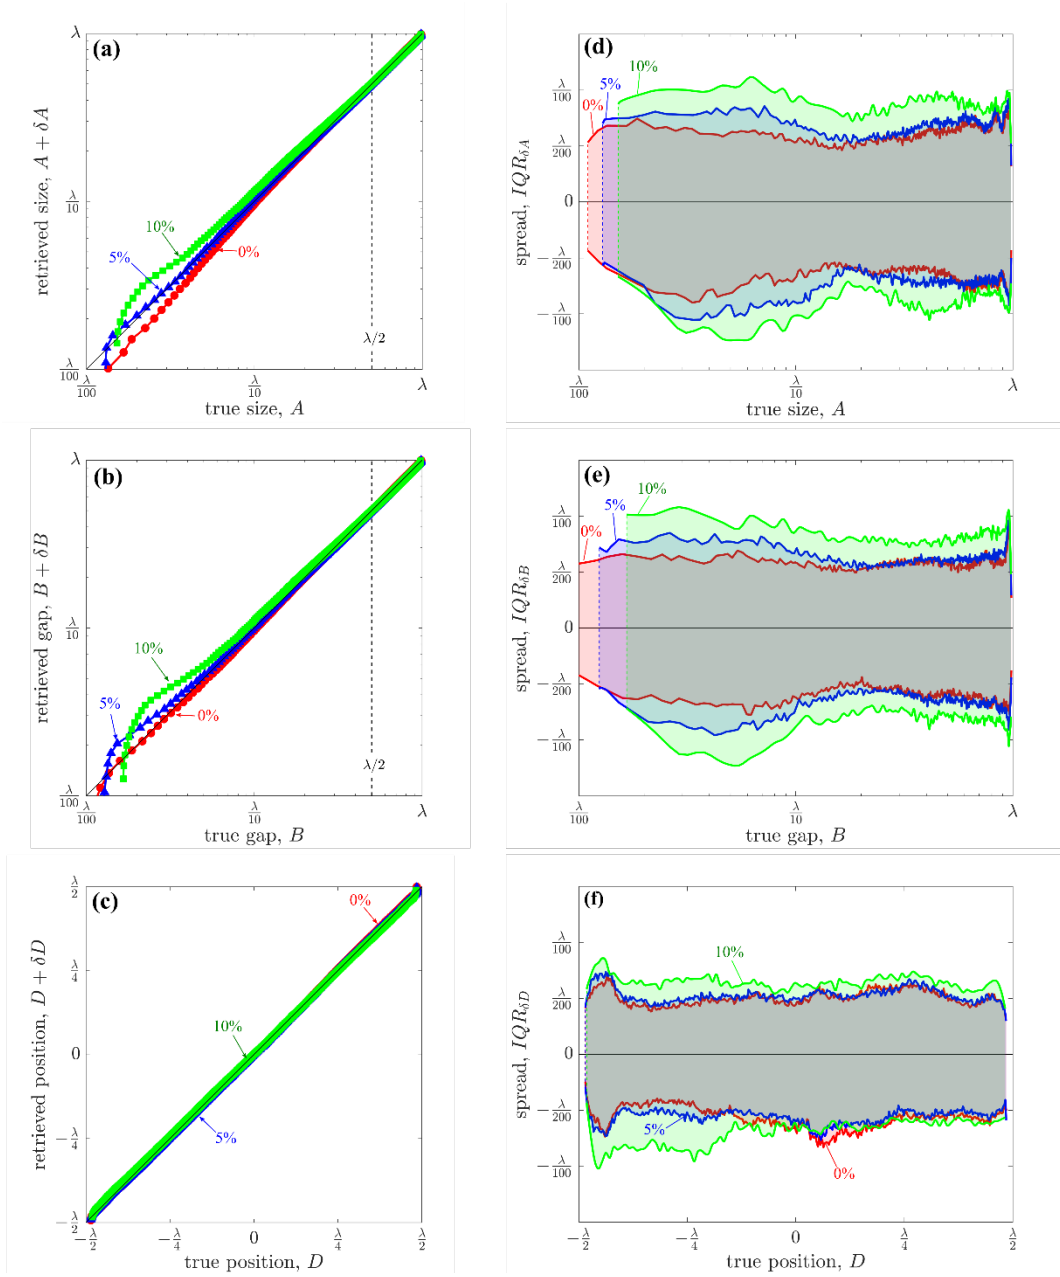 (a)
retrieved size, A + δA
λ
λ/10
λ/100
10%
5%
0%
λ/2
λ/100
λ/10
λ
true size, A
(d)
spread, IQR_δA
λ/100
λ/200
0
−λ/200
−λ/100
0%
5%
10%
λ/100
λ/10
λ
true size, A
(b)
retrieved gap, B + δB
λ
λ/10
λ/100
10%
5%
0%
λ/2
λ/100
λ/10
λ
true gap, B
(e)
spread, IQR_δB
λ/100
λ/200
0
−λ/200
−λ/100
0%
5%
10%
λ/100
λ/10
λ
true gap, B
(c)
retrieved position, D + δD
λ/2
λ/4
0
−λ/4
−λ/2
0%
10%
5%
−λ/2
−λ/4
0
λ/4
λ/2
true position, D
(f)
spread, IQR_δD
λ/100
λ/200
0
−λ/200
−λ/100
10%
5%
0%
−λ/2
−λ/4
0
λ/4
λ/2
true position, D